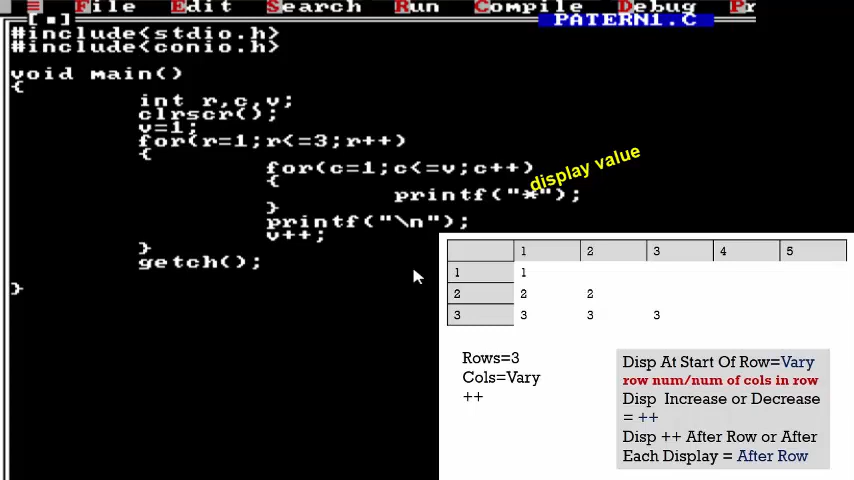 ≡ File Edit Search Run Compile Debug Pr
[■] PATERN1.C
#include<stdio.h>
#include<conio.h>
void main()
{
int r,c,v;
clrscr();
v=1;
for(r=1;r<=3;r++)
{
for(c=1;c<=v;c++)
{
printf("*");
display value
}
printf("\n");
v++;
}
getch();
}
1 2 3 4 5
1 1
2 2 2
3 3 3 3
Rows=3
Cols=Vary
++
Disp At Start Of Row=Vary
row num/num of cols in row
Disp Increase or Decrease
= ++
Disp ++ After Row or After
Each Display = After Row